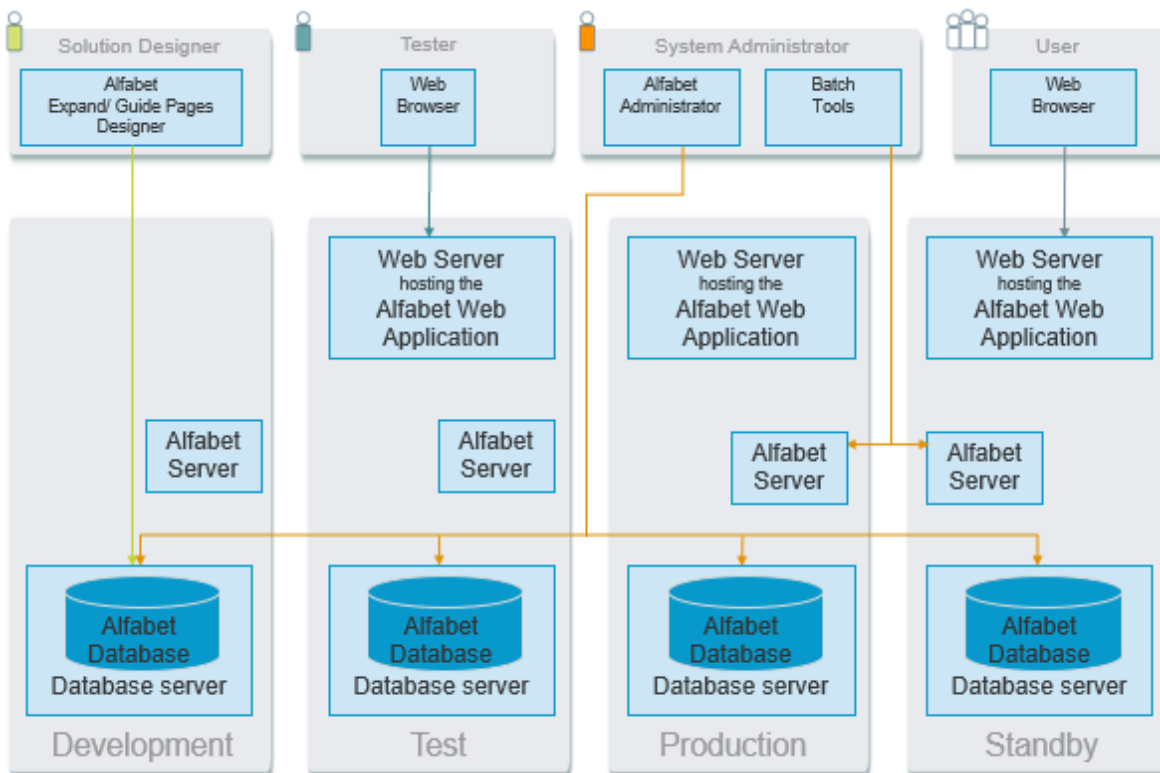 Solution Designer
Alfabet
Expand/ Guide Pages
Designer
Tester
Web
Browser
System Administrator
Alfabet
Administrator
Batch
Tools
User
Web
Browser
Alfabet
Server
Alfabet
Database
Database server
Development
Web Server
hosting the
Alfabet Web
Application
Alfabet
Server
Alfabet
Database
Database server
Test
Web Server
hosting the
Alfabet Web
Application
Alfabet
Server
Alfabet
Database
Database server
Production
Web Server
hosting the
Alfabet Web
Application
Alfabet
Server
Alfabet
Database
Database server
Standby